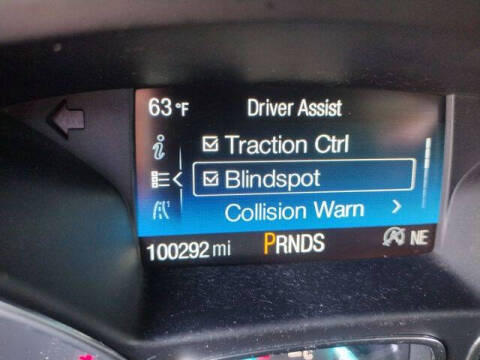 63°F Driver Assist
Traction Ctrl
Blindspot
Collision Warn
100292 mi PRNDS NE